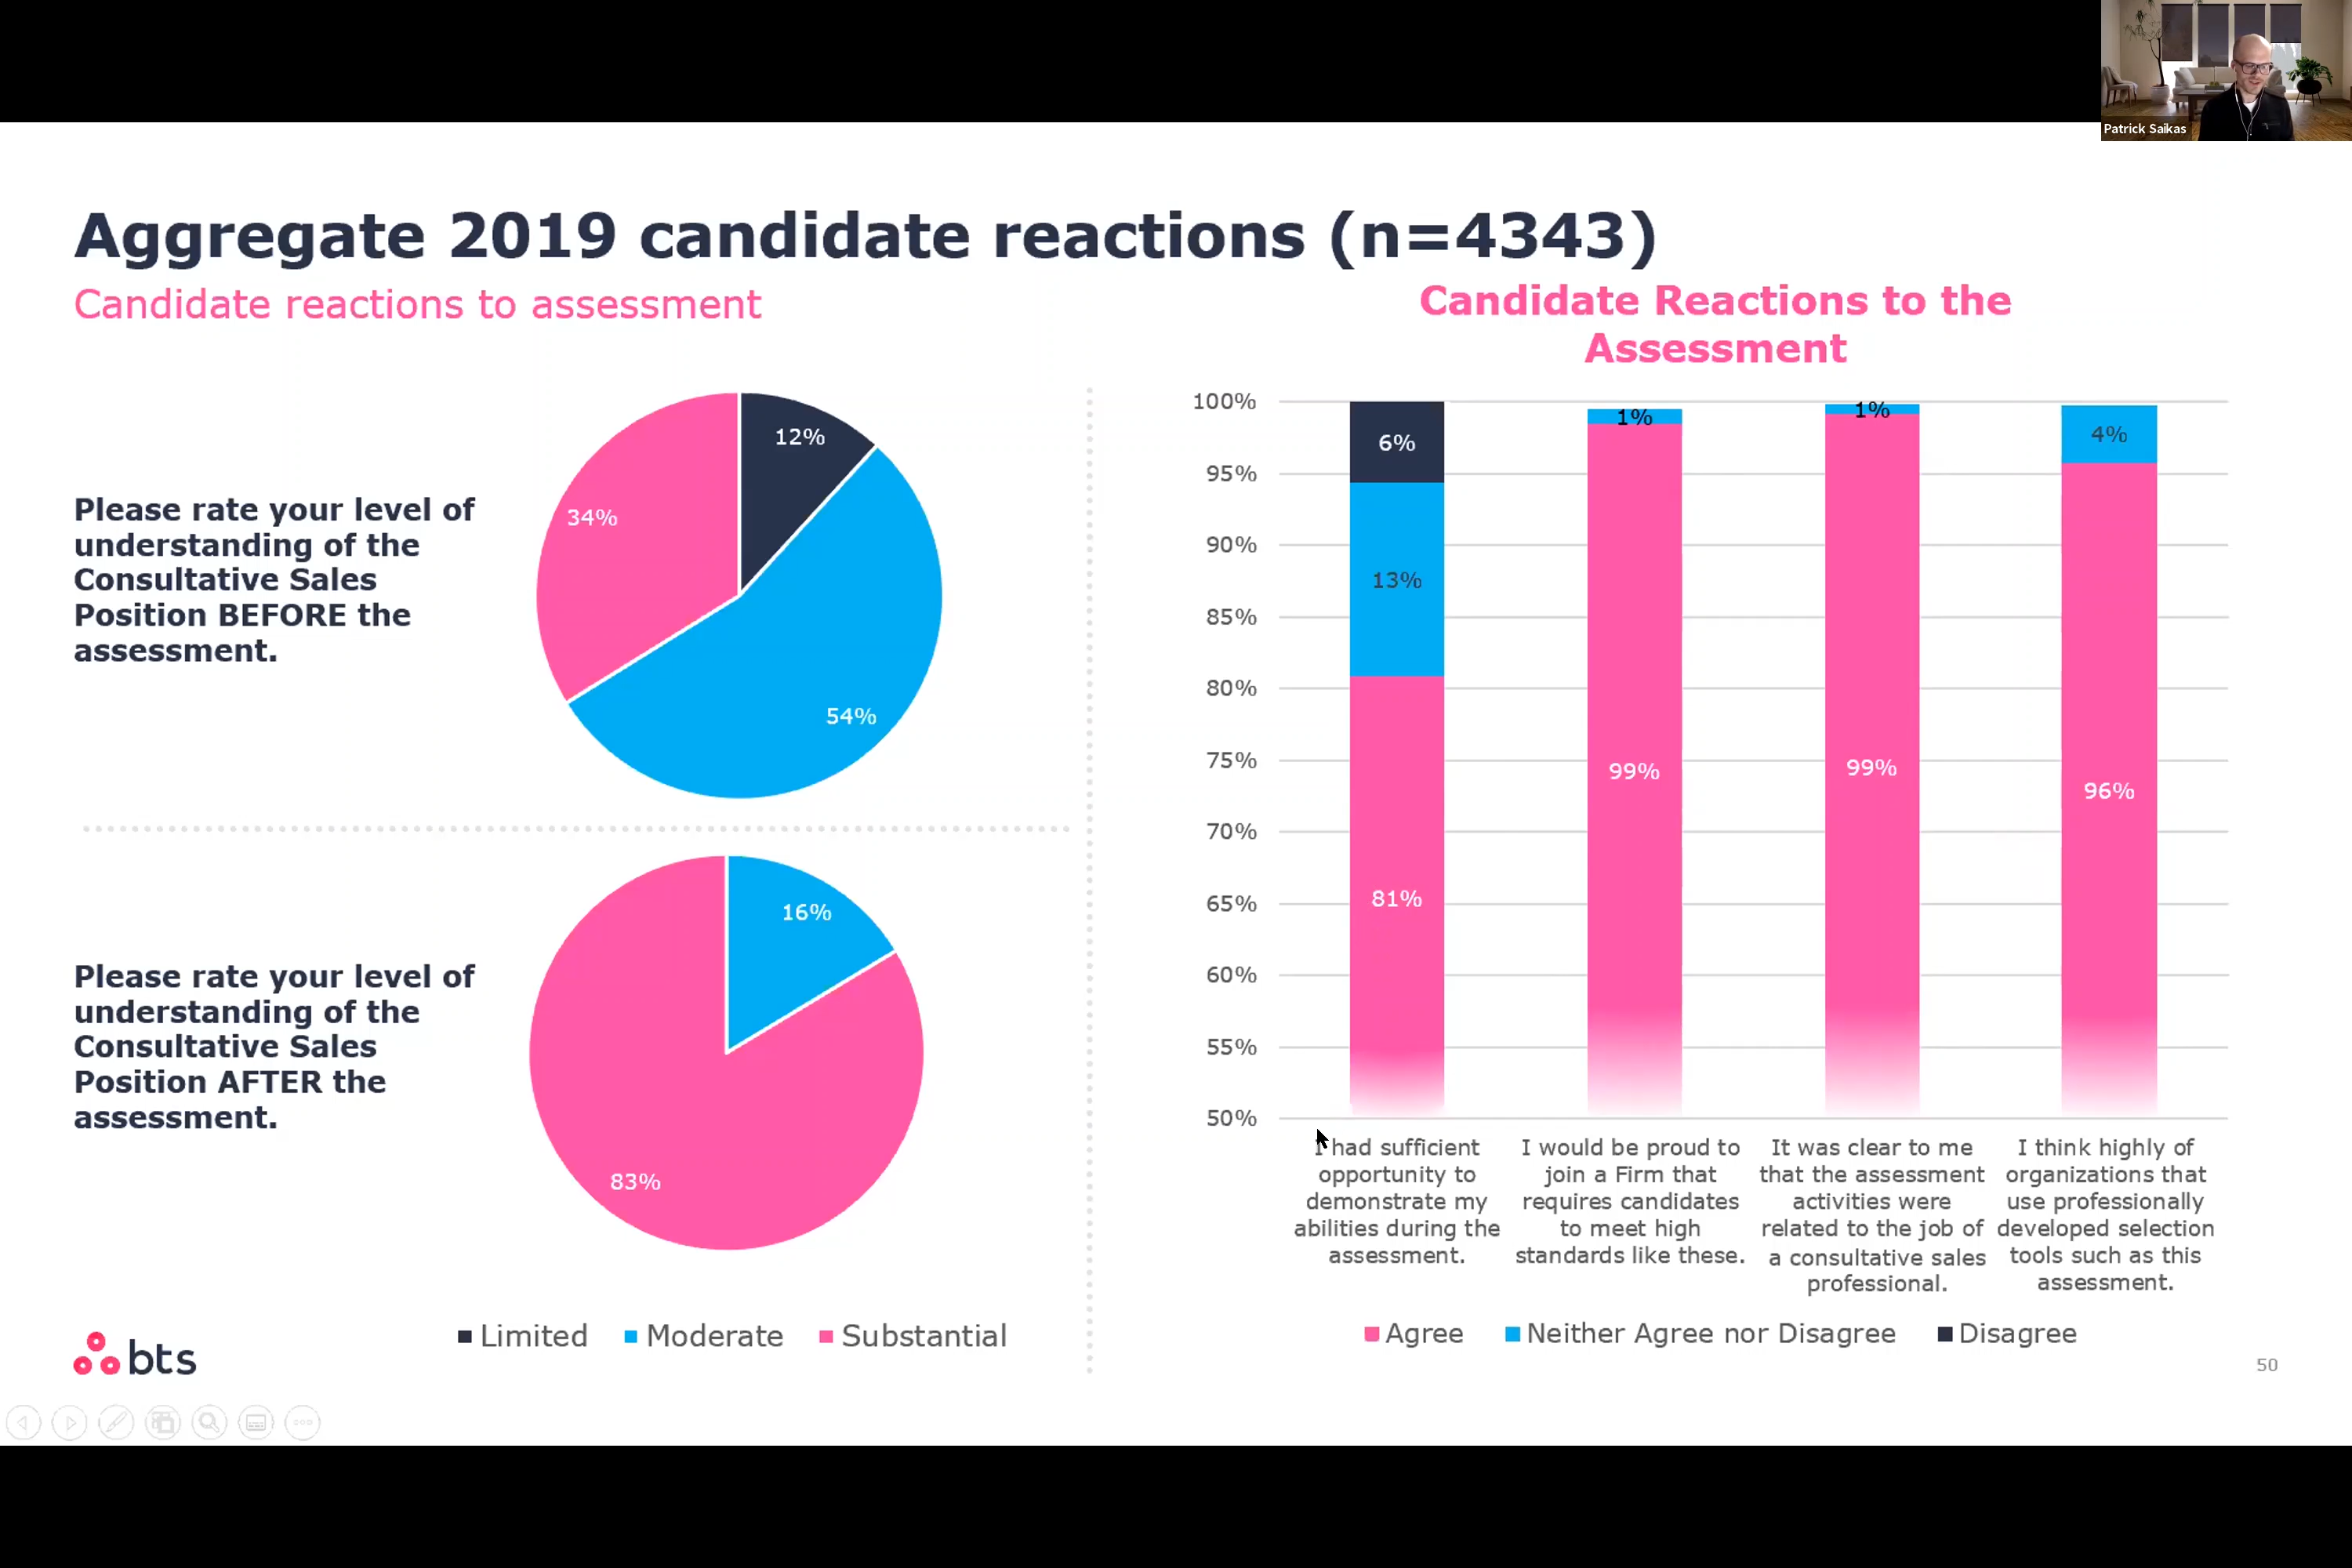 Patrick Saikas
Aggregate 2019 candidate reactions (n=4343)
Candidate reactions to assessment
Please rate your level of
understanding of the
Consultative Sales
Position BEFORE the
assessment.
12%
34%
54%
Please rate your level of
understanding of the
Consultative Sales
Position AFTER the
assessment.
16%
83%
Limited Moderate Substantial
Candidate Reactions to the
Assessment
100%
95%
90%
85%
80%
75%
70%
65%
60%
55%
50%
6%
13%
81%
1%
99%
1%
99%
4%
96%
I had sufficient
opportunity to
demonstrate my
abilities during the
assessment.
I would be proud to
join a Firm that
requires candidates
to meet high
standards like these.
It was clear to me
that the assessment
activities were
related to the job of
a consultative sales
professional.
I think highly of
organizations that
use professionally
developed selection
tools such as this
assessment.
Agree Neither Agree nor Disagree Disagree
bts
50